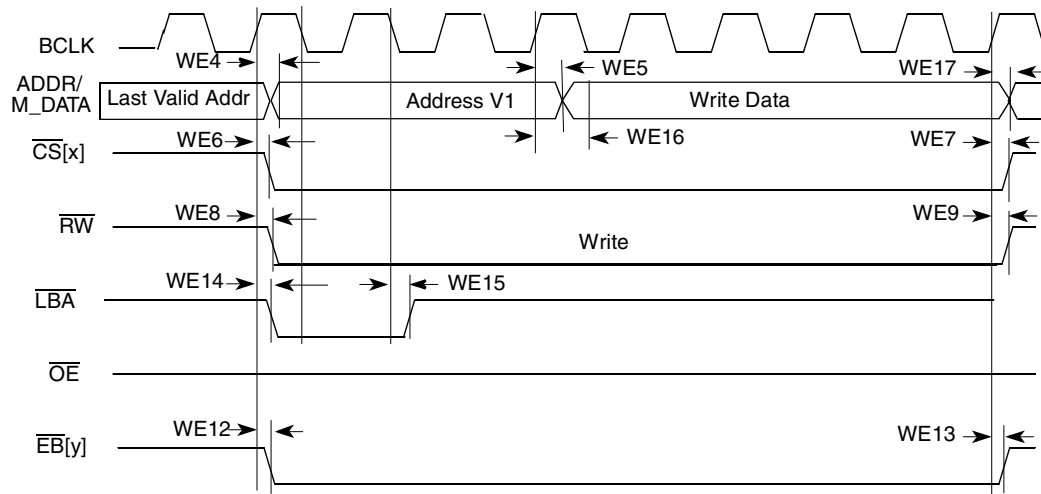 BCLK
WE4
WE5
WE17
ADDR/
M_DATA
Last Valid Addr
Address V1
Write Data
WE6
WE16
WE7
CS[x]
WE8
WE9
RW
Write
WE14
WE15
LBA
OE
WE12
WE13
EB[y]